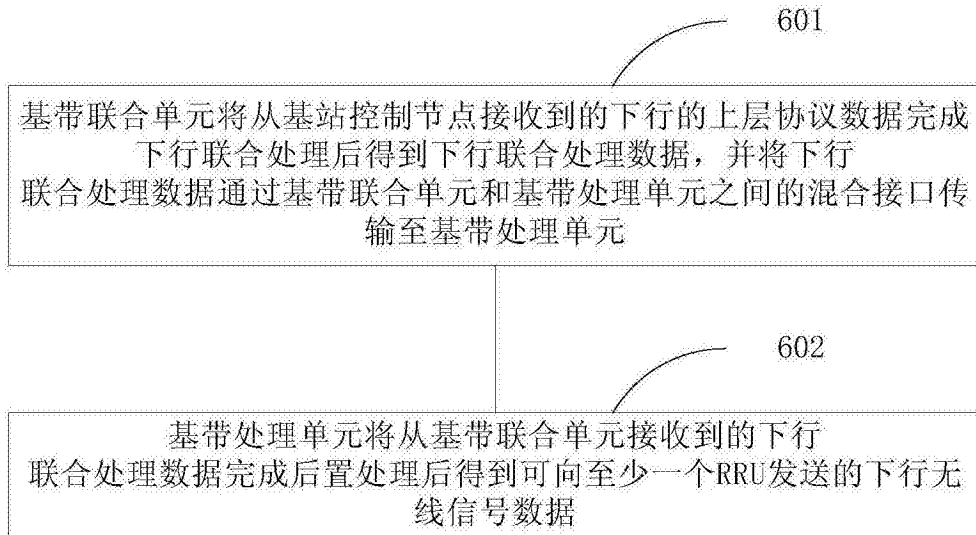 601
基带联合单元将从基站控制节点接收到的下行的上层协议数据完成
下行联合处理后得到下行联合处理数据，并将下行
联合处理数据通过基带联合单元和基带处理单元之间的混合接口传
输至基带处理单元
602
基带处理单元将从基带联合单元接收到的下行
联合处理数据完成后置处理后得到可向至少一个RRU发送的下行无
线信号数据